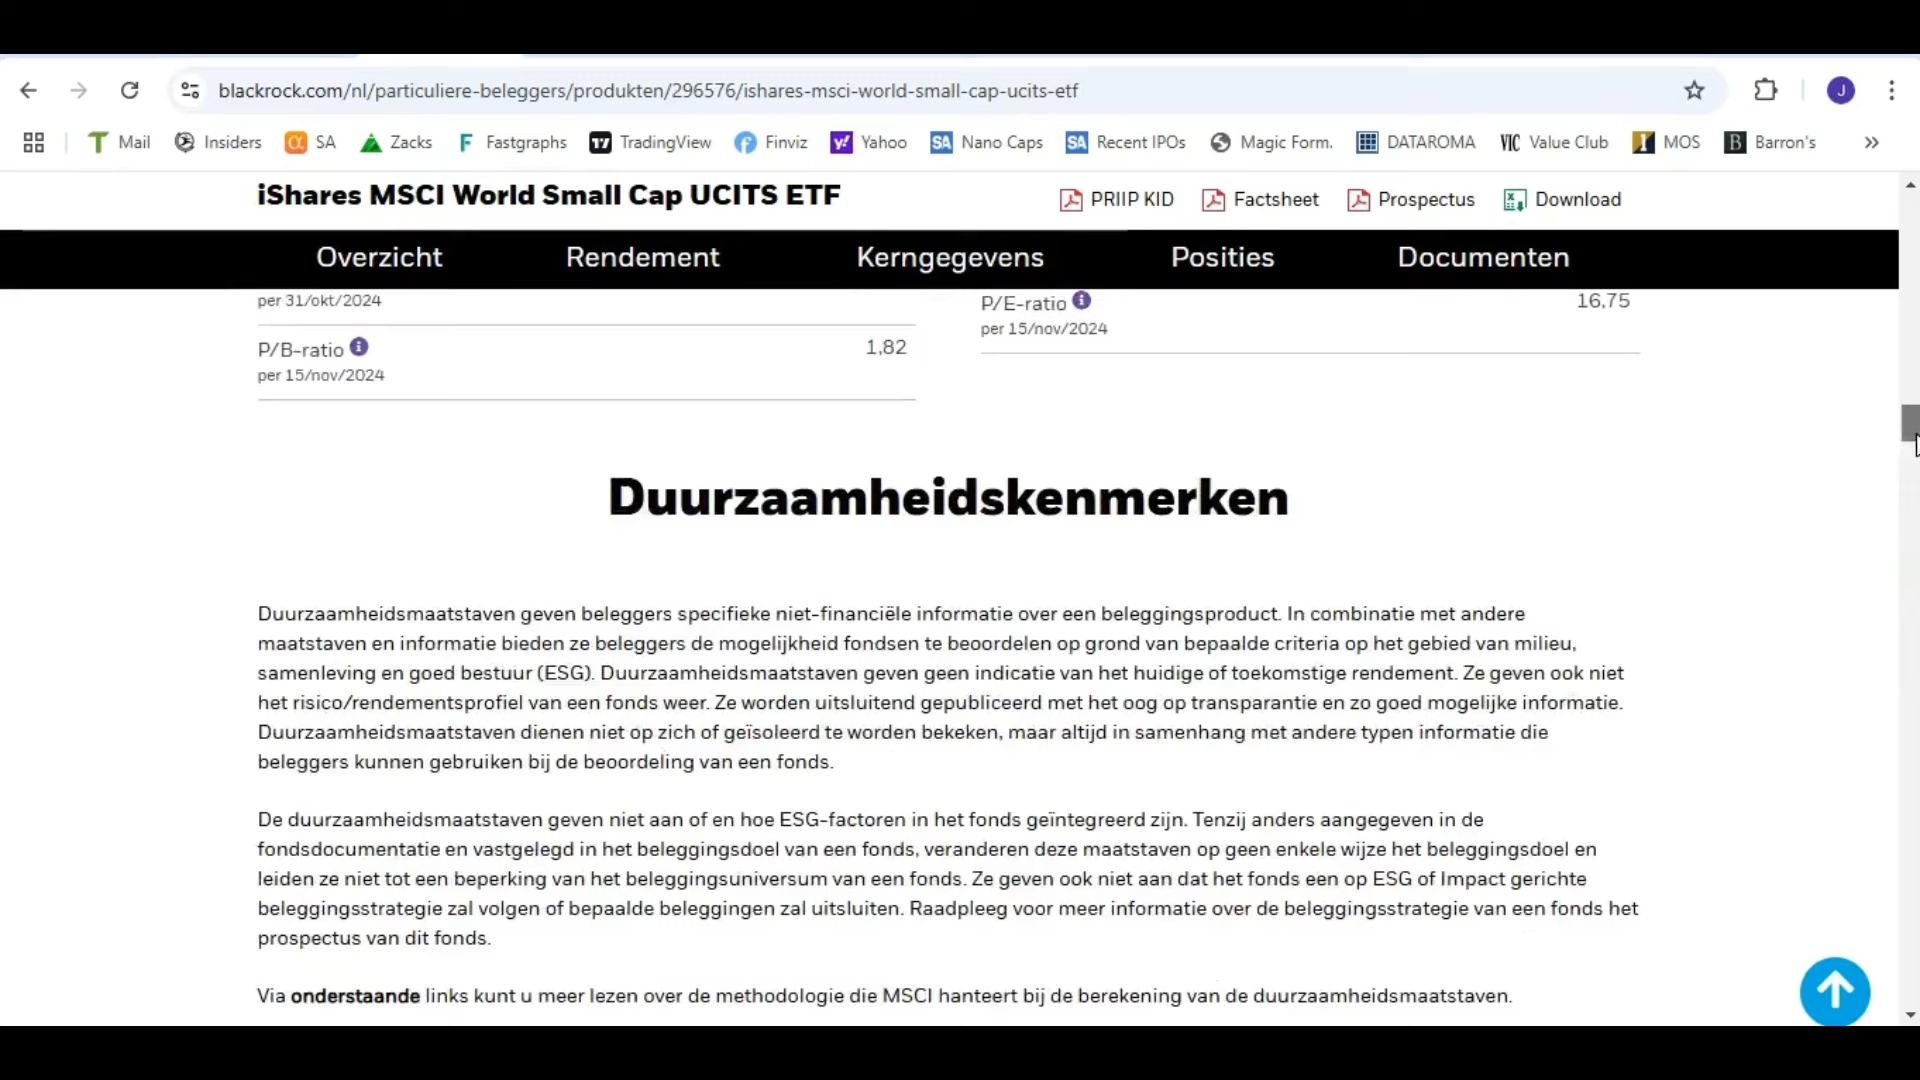 blackrock.com/nl/particuliere-beleggers/produkten/296576/ishares-msci-world-small-cap-ucits-etf
J
Mail Insiders SA Zacks Fastgraphs TradingView Finviz Yahoo Nano Caps Recent IPOs Magic Form. DATAROMA Value Club MOS Barron's
iShares MSCI World Small Cap UCITS ETF
PRIIP KID Factsheet Prospectus Download
Overzicht Rendement Kerngegevens Posities Documenten
per 31/okt/2024
P/B-ratio 1,82
per 15/nov/2024
P/E-ratio 16,75
per 15/nov/2024
Duurzaamheidskenmerken
Duurzaamheidsmaatstaven geven beleggers specifieke niet-financiële informatie over een beleggingsproduct. In combinatie met andere
maatstaven en informatie bieden ze beleggers de mogelijkheid fondsen te beoordelen op grond van bepaalde criteria op het gebied van milieu,
samenleving en goed bestuur (ESG). Duurzaamheidsmaatstaven geven geen indicatie van het huidige of toekomstige rendement. Ze geven ook niet
het risico/rendementsprofiel van een fonds weer. Ze worden uitsluitend gepubliceerd met het oog op transparantie en zo goed mogelijke informatie.
Duurzaamheidsmaatstaven dienen niet op zich of geïsoleerd te worden bekeken, maar altijd in samenhang met andere typen informatie die
beleggers kunnen gebruiken bij de beoordeling van een fonds.
De duurzaamheidsmaatstaven geven niet aan of en hoe ESG-factoren in het fonds geïntegreerd zijn. Tenzij anders aangegeven in de
fondsdocumentatie en vastgelegd in het beleggingsdoel van een fonds, veranderen deze maatstaven op geen enkele wijze het beleggingsdoel en
leiden ze niet tot een beperking van het beleggingsuniversum van een fonds. Ze geven ook niet aan dat het fonds een op ESG of Impact gerichte
beleggingsstrategie zal volgen of bepaalde beleggingen zal uitsluiten. Raadpleeg voor meer informatie over de beleggingsstrategie van een fonds het
prospectus van dit fonds.
Via onderstaande links kunt u meer lezen over de methodologie die MSCI hanteert bij de berekening van de duurzaamheidsmaatstaven.